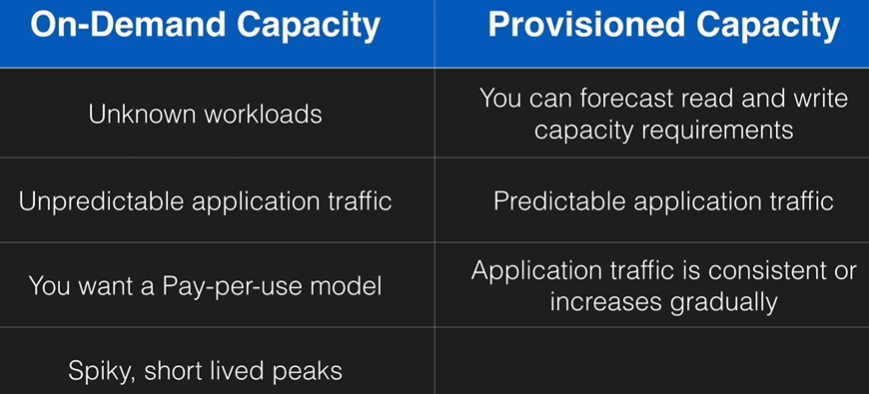 On-Demand Capacity
Provisioned Capacity
Unknown workloads
You can forecast read and write
capacity requirements
Unpredictable application traffic
Predictable application traffic
You want a Pay-per-use model
Application traffic is consistent or
increases gradually
Spiky, short lived peaks